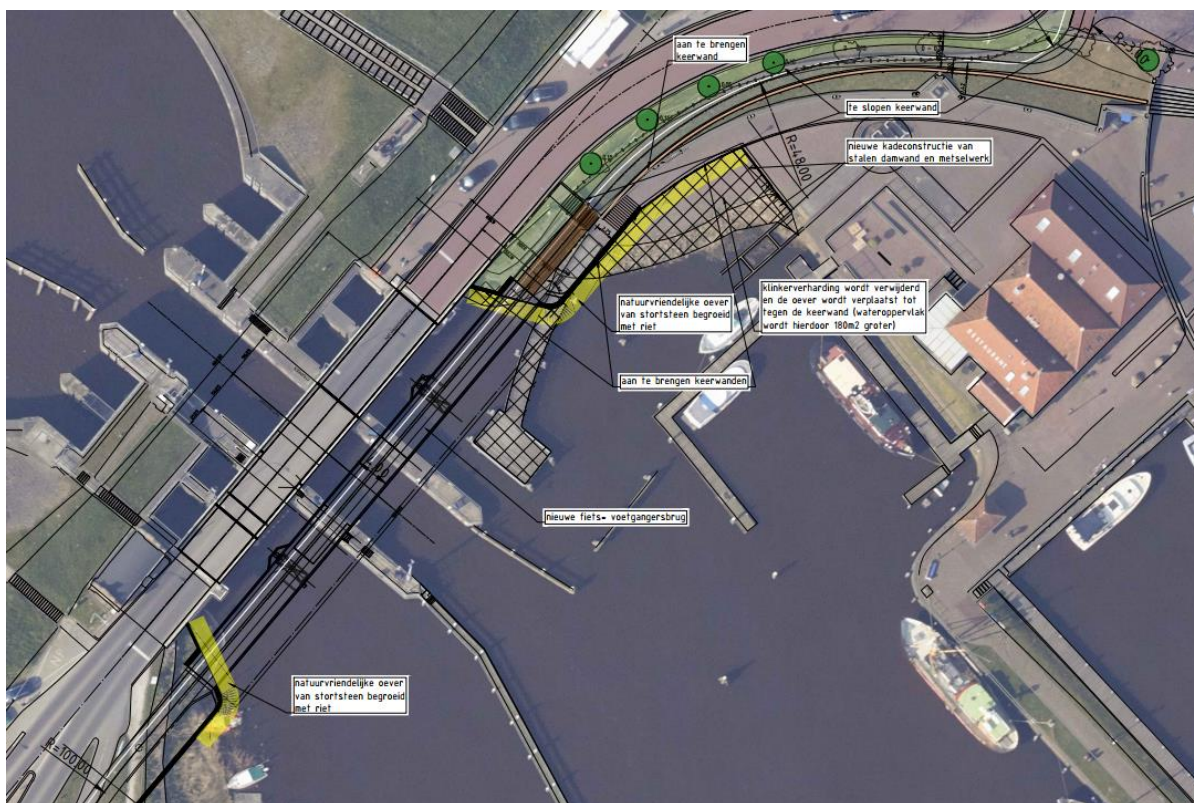 aan te brengen
keerwand
te slopen keerwand
nieuwe kadeconstructie van
stalen damwand en metselwerk
R=48.00
klinkerverharding wordt verwijderd
en de oever wordt verplaatst tot
tegen de keerwand (wateroppervlak
wordt hierdoor 180m2 groter)
natuurvriendelijke oever
van stortsteen begroeid
met riet
aan te brengen keerwanden
nieuwe fiets- voetgangersbrug
natuurvriendelijke oever
van stortsteen begroeid
met riet
R=100.00